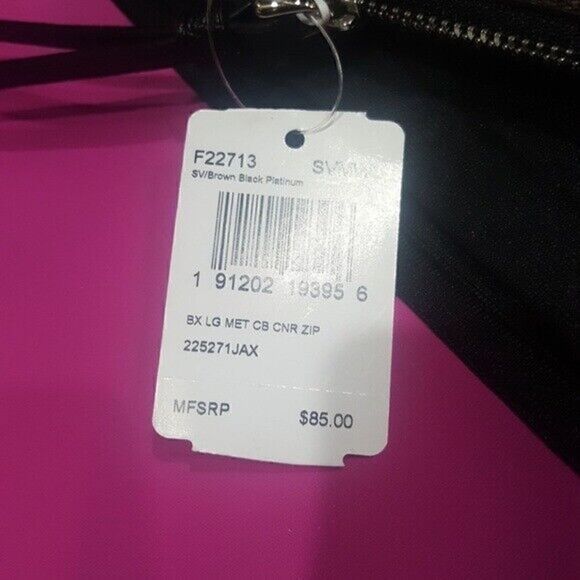 F22713
SV/Brown Black Platinum
1 91202 19395 6
BX LG MET CB CNR ZIP
225271JAX
MFSRP $85.00